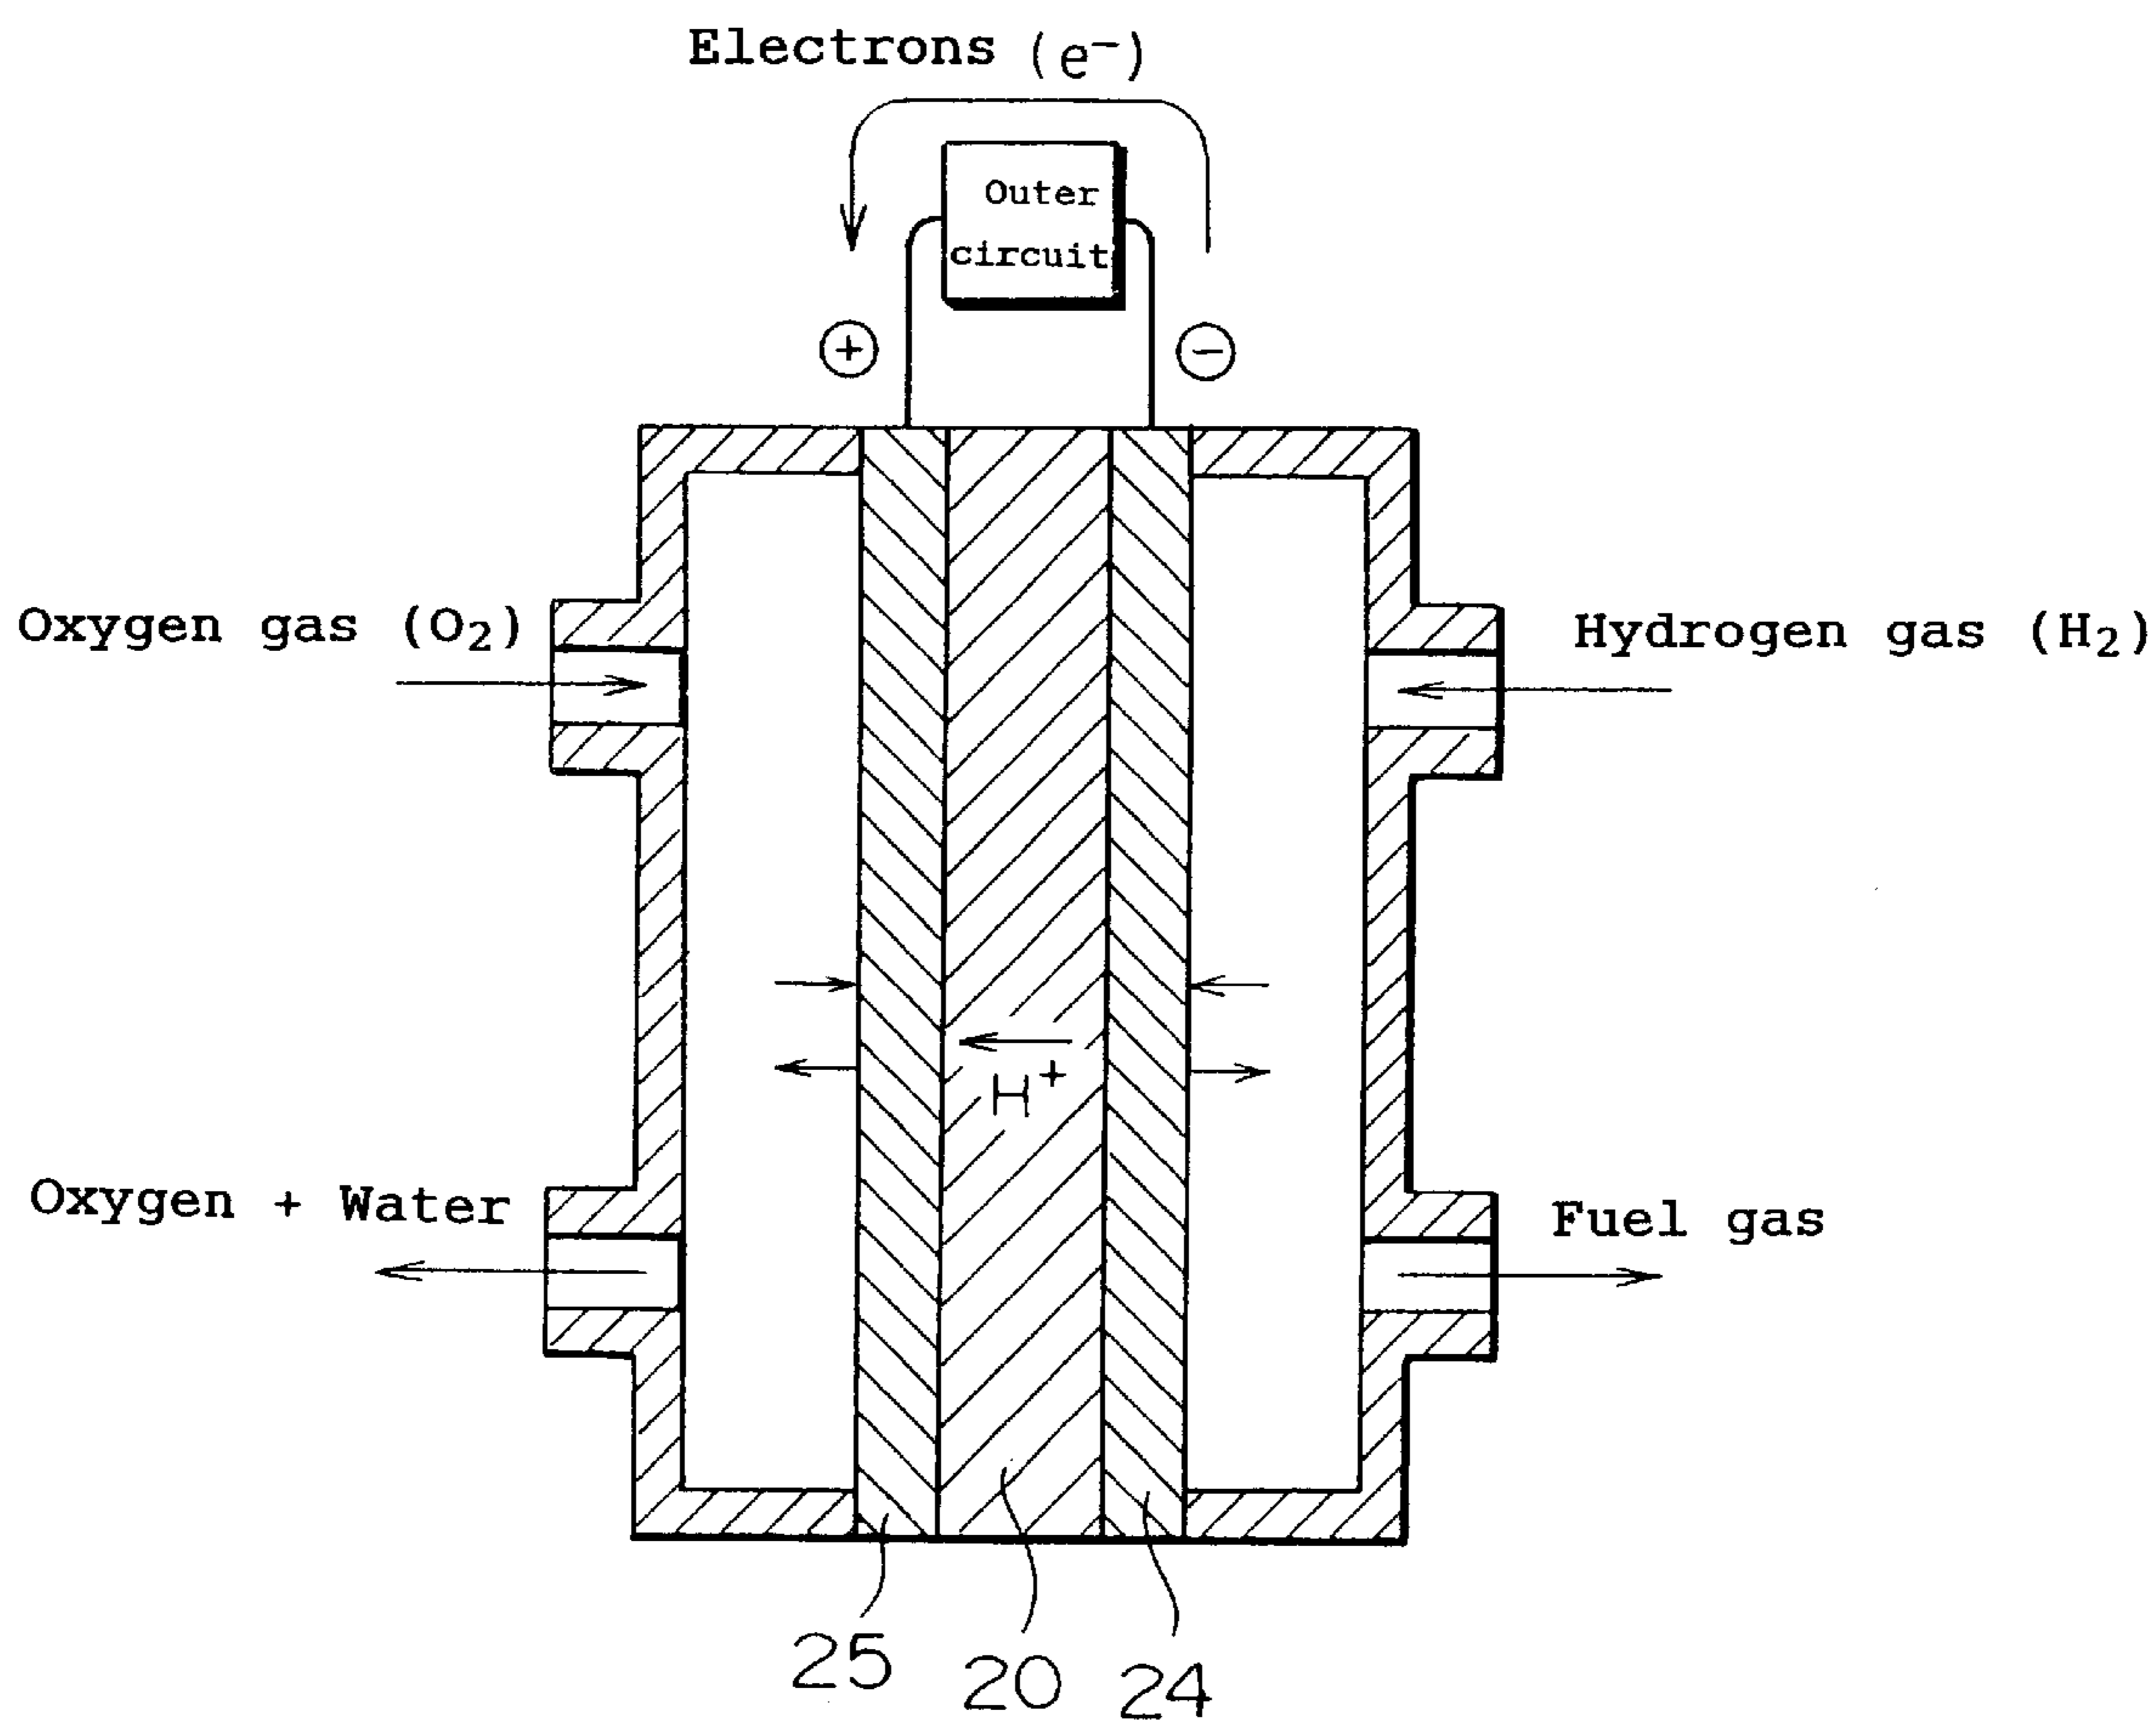 Electrons (e⁻)
Outer
circuit
⊕ ⊖
Oxygen gas (O₂)
Hydrogen gas (H₂)
H⁺
Oxygen + Water
Fuel gas
25 20 24